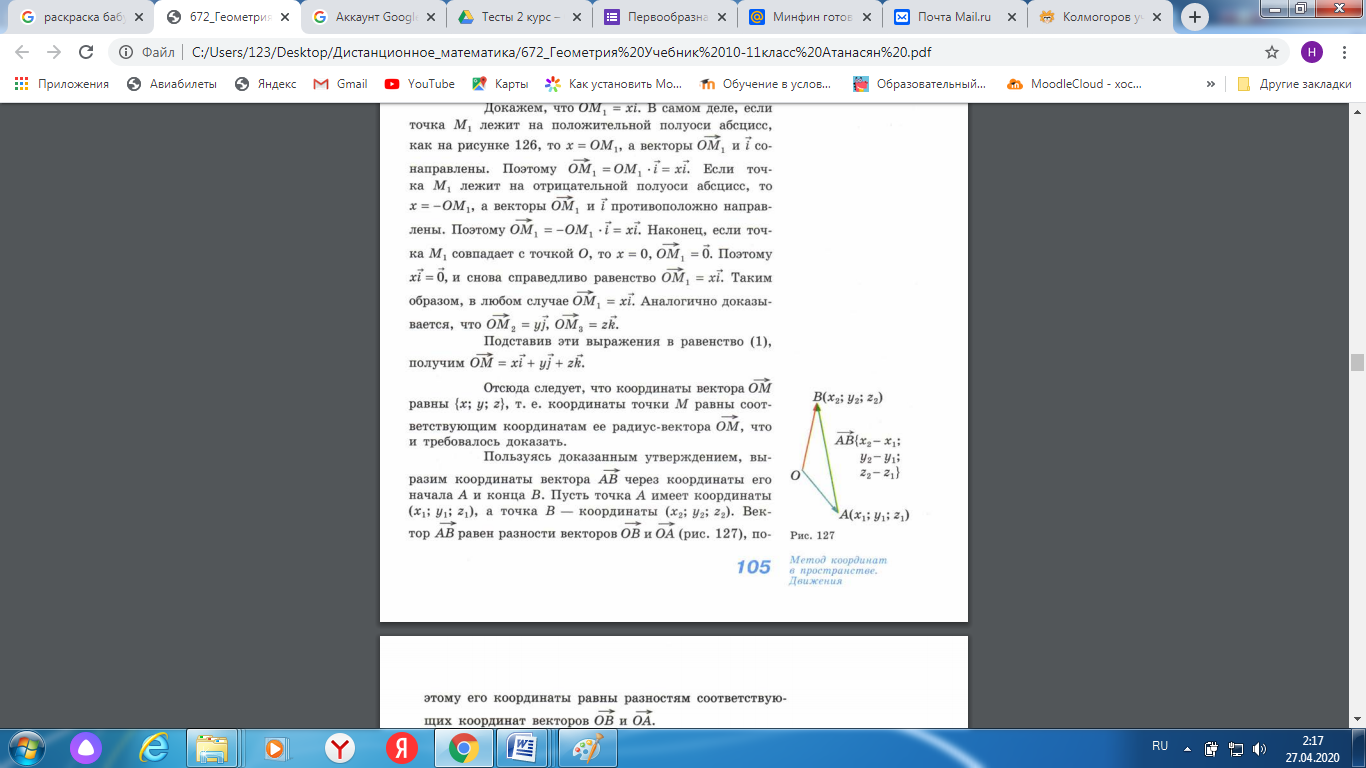 раскраска баб
672_Геометрия
Аккаунт Googl
Тесты 2 курс –
Первообразна
Минфин готов
Почта Mail.ru
Колмогоров уч
Файл
C:/Users/123/Desktop/Дистанционное_математика/672_Геометрия%20Учебник%2010-11класс%20Атанасян%20.pdf
Н
Приложения
Авиабилеты
Яндекс
Gmail
YouTube
Карты
Как установить Mo...
Обучение в услов...
Образовательный...
MoodleCloud - хос...
»
Другие закладки
Докажем, что OM₁ = xi. В самом деле, если
точка M₁ лежит на положительной полуоси абсцисс,
как на рисунке 126, то x = OM₁, а векторы OM₁ и i со-
направлены. Поэтому OM₁ = OM₁ · i = xi. Если точ-
ка M₁ лежит на отрицательной полуоси абсцисс, то
x = –OM₁, а векторы OM₁ и i противоположно направ-
лены. Поэтому OM₁ = –OM₁ · i = xi. Наконец, если точ-
ка M₁ совпадает с точкой O, то x = 0, OM₁ = 0. Поэтому
xi = 0, и снова справедливо равенство OM₁ = xi. Таким
образом, в любом случае OM₁ = xi. Аналогично доказы-
вается, что OM₂ = yj, OM₃ = zk.
Подставив эти выражения в равенство (1),
получим OM = xi + yj + zk.
Отсюда следует, что координаты вектора OM
равны {x; y; z}, т. е. координаты точки M равны соот-
ветствующим координатам ее радиус-вектора OM, что
и требовалось доказать.
Пользуясь доказанным утверждением, вы-
разим координаты вектора AB через координаты его
начала A и конца B. Пусть точка A имеет координаты
(x₁; y₁; z₁), а точка B — координаты (x₂; y₂; z₂). Век-
тор AB равен разности векторов OB и OA (рис. 127), по-
B(x₂; y₂; z₂)
AB{x₂ – x₁;
y₂ – y₁;
z₂ – z₁}
O
A(x₁; y₁; z₁)
Рис. 127
105
Метод координат
в пространстве.
Движения
этому его координаты равны разностям соответствую-
щих координат векторов OB и OA.
RU
2:17
27.04.2020